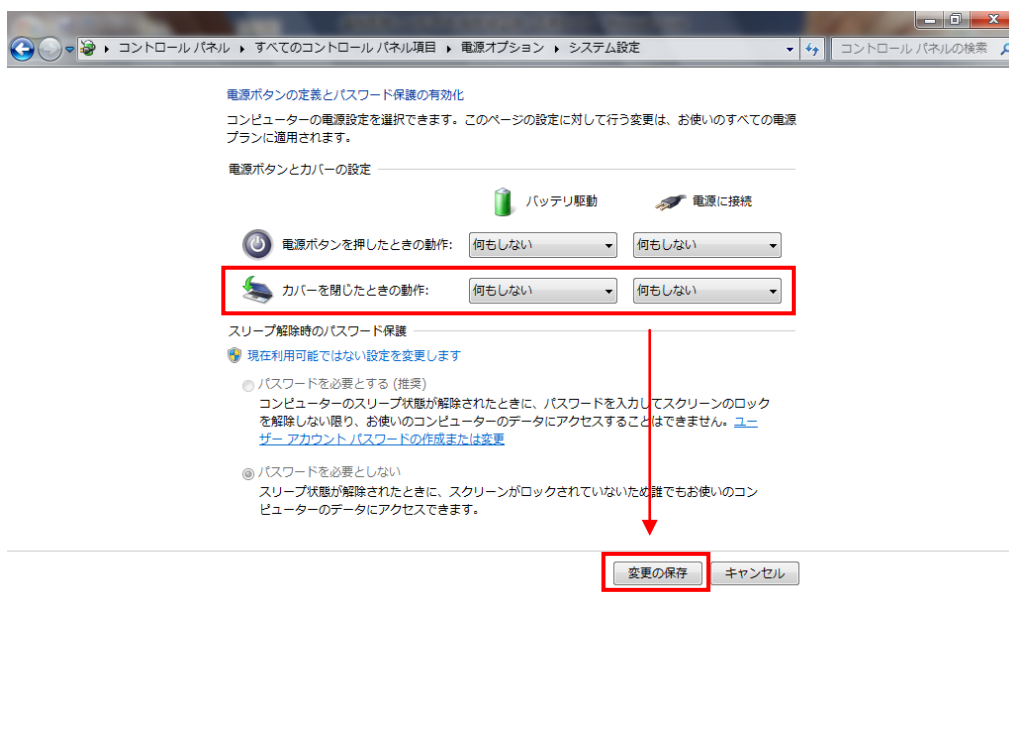 コントロール パネル ▸ すべてのコントロール パネル項目 ▸ 電源オプション ▸ システム設定
コントロール パネルの検索
電源ボタンの定義とパスワード保護の有効化
コンピューターの電源設定を選択できます。このページの設定に対して行う変更は、お使いのすべての電源
プランに適用されます。
電源ボタンとカバーの設定
バッテリ駆動 電源に接続
電源ボタンを押したときの動作: 何もしない 何もしない
カバーを閉じたときの動作: 何もしない 何もしない
スリープ解除時のパスワード保護
現在利用可能ではない設定を変更します
パスワードを必要とする (推奨)
コンピューターのスリープ状態が解除されたときに、パスワードを入力してスクリーンのロック
を解除しない限り、お使いのコンピューターのデータにアクセスすることはできません。ユー
ザー アカウント パスワードの作成または変更
パスワードを必要としない
スリープ状態が解除されたときに、スクリーンがロックされていないため誰でもお使いのコン
ピューターのデータにアクセスできます。
変更の保存 キャンセル